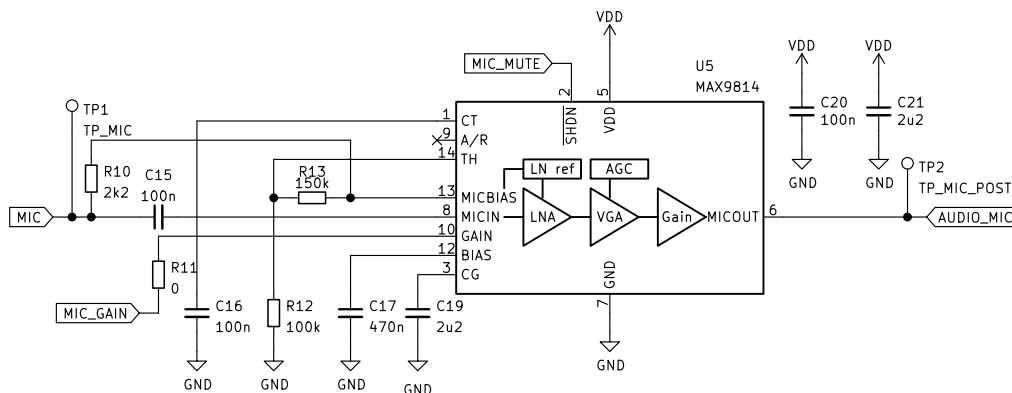 VDD
MIC_MUTE
2
5
U5
MAX9814
VDD
VDD
TP1
TP_MIC
1
CT
SHDN
VDD
C20
100n
C21
2u2
9
A/R
14
TH
R10
2k2
C15
100n
R13
150k
LN ref
AGC
GND
GND
TP2
TP_MIC_POST
13
MICBIAS
MIC
8
MICIN
LNA
VGA
Gain
MICOUT
6
AUDIO_MIC
10
GAIN
12
BIAS
R11
0
3
CG
GND
7
MIC_GAIN
C16
100n
R12
100k
C17
470n
C19
2u2
GND
GND
GND
GND
GND